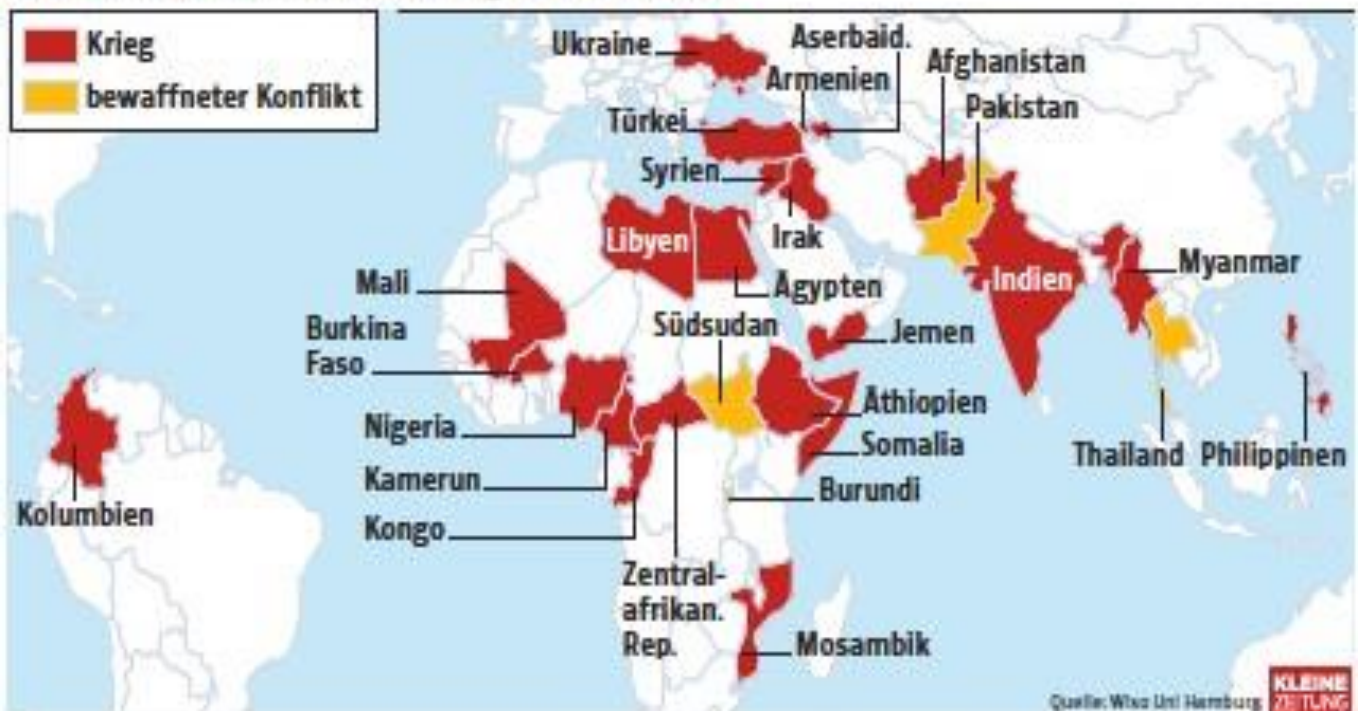 Krieg
bewaffneter Konflikt
Ukraine
Aserbaid.
Armenien
Afghanistan
Pakistan
Türkei
Syrien
Irak
Libyen
Ägypten
Indien
Myanmar
Mali
Burkina
Faso
Südsudan
Jemen
Nigeria
Äthiopien
Somalia
Kamerun
Burundi
Thailand
Philippinen
Kolumbien
Kongo
Zentral-
afrikan.
Rep.
Mosambik
Quelle: Wiso Uni Hamburg
KLEINE
ZEITUNG